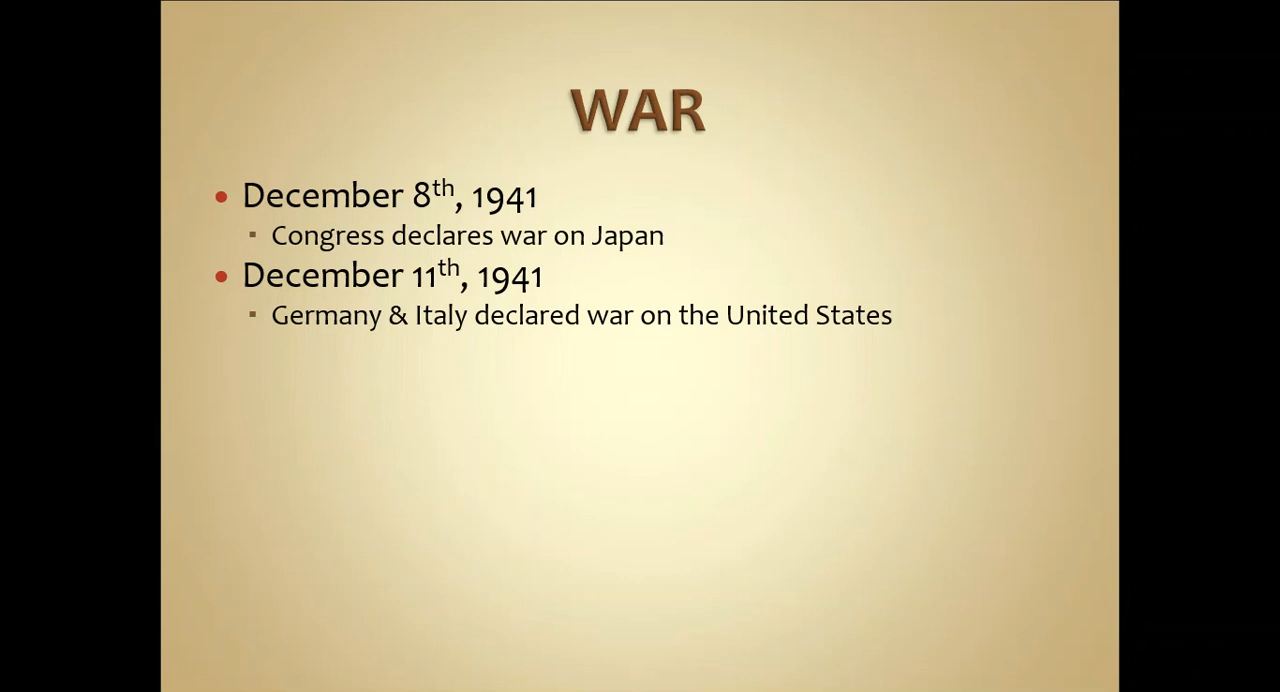 WAR
• December 8th, 1941
▪ Congress declares war on Japan
• December 11th, 1941
▪ Germany & Italy declared war on the United States